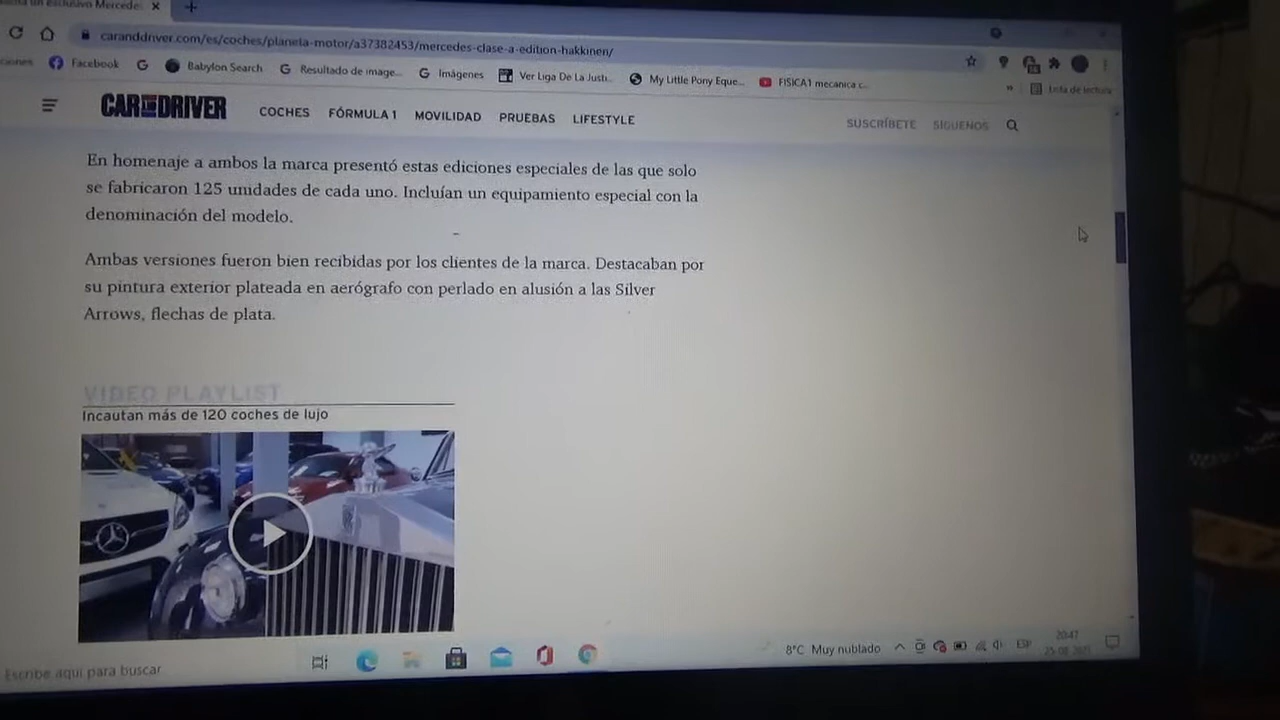 un exclusivo Mercede
caranddriver.com/es/coches/planeta-motor/a37382453/mercedes-clase-a-edition-hakkinen/
Facebook
Babylon Search
Resultado de image...
Imágenes
Ver Liga De La Justi...
My Little Pony Eque...
FISICA1 mecanica c...
Lista de lectura
CAR AND DRIVER
COCHES
FÓRMULA 1
MOVILIDAD
PRUEBAS
LIFESTYLE
SUSCRÍBETE
SÍGUENOS
En homenaje a ambos la marca presentó estas ediciones especiales de las que solo
se fabricaron 125 unidades de cada uno. Incluían un equipamiento especial con la
denominación del modelo.
Ambas versiones fueron bien recibidas por los clientes de la marca. Destacaban por
su pintura exterior plateada en aerógrafo con perlado en alusión a las Silver
Arrows, flechas de plata.
VIDEO PLAYLIST
Incautan más de 120 coches de lujo
Escribe aquí para buscar
8°C Muy nublado
ESP
20:47